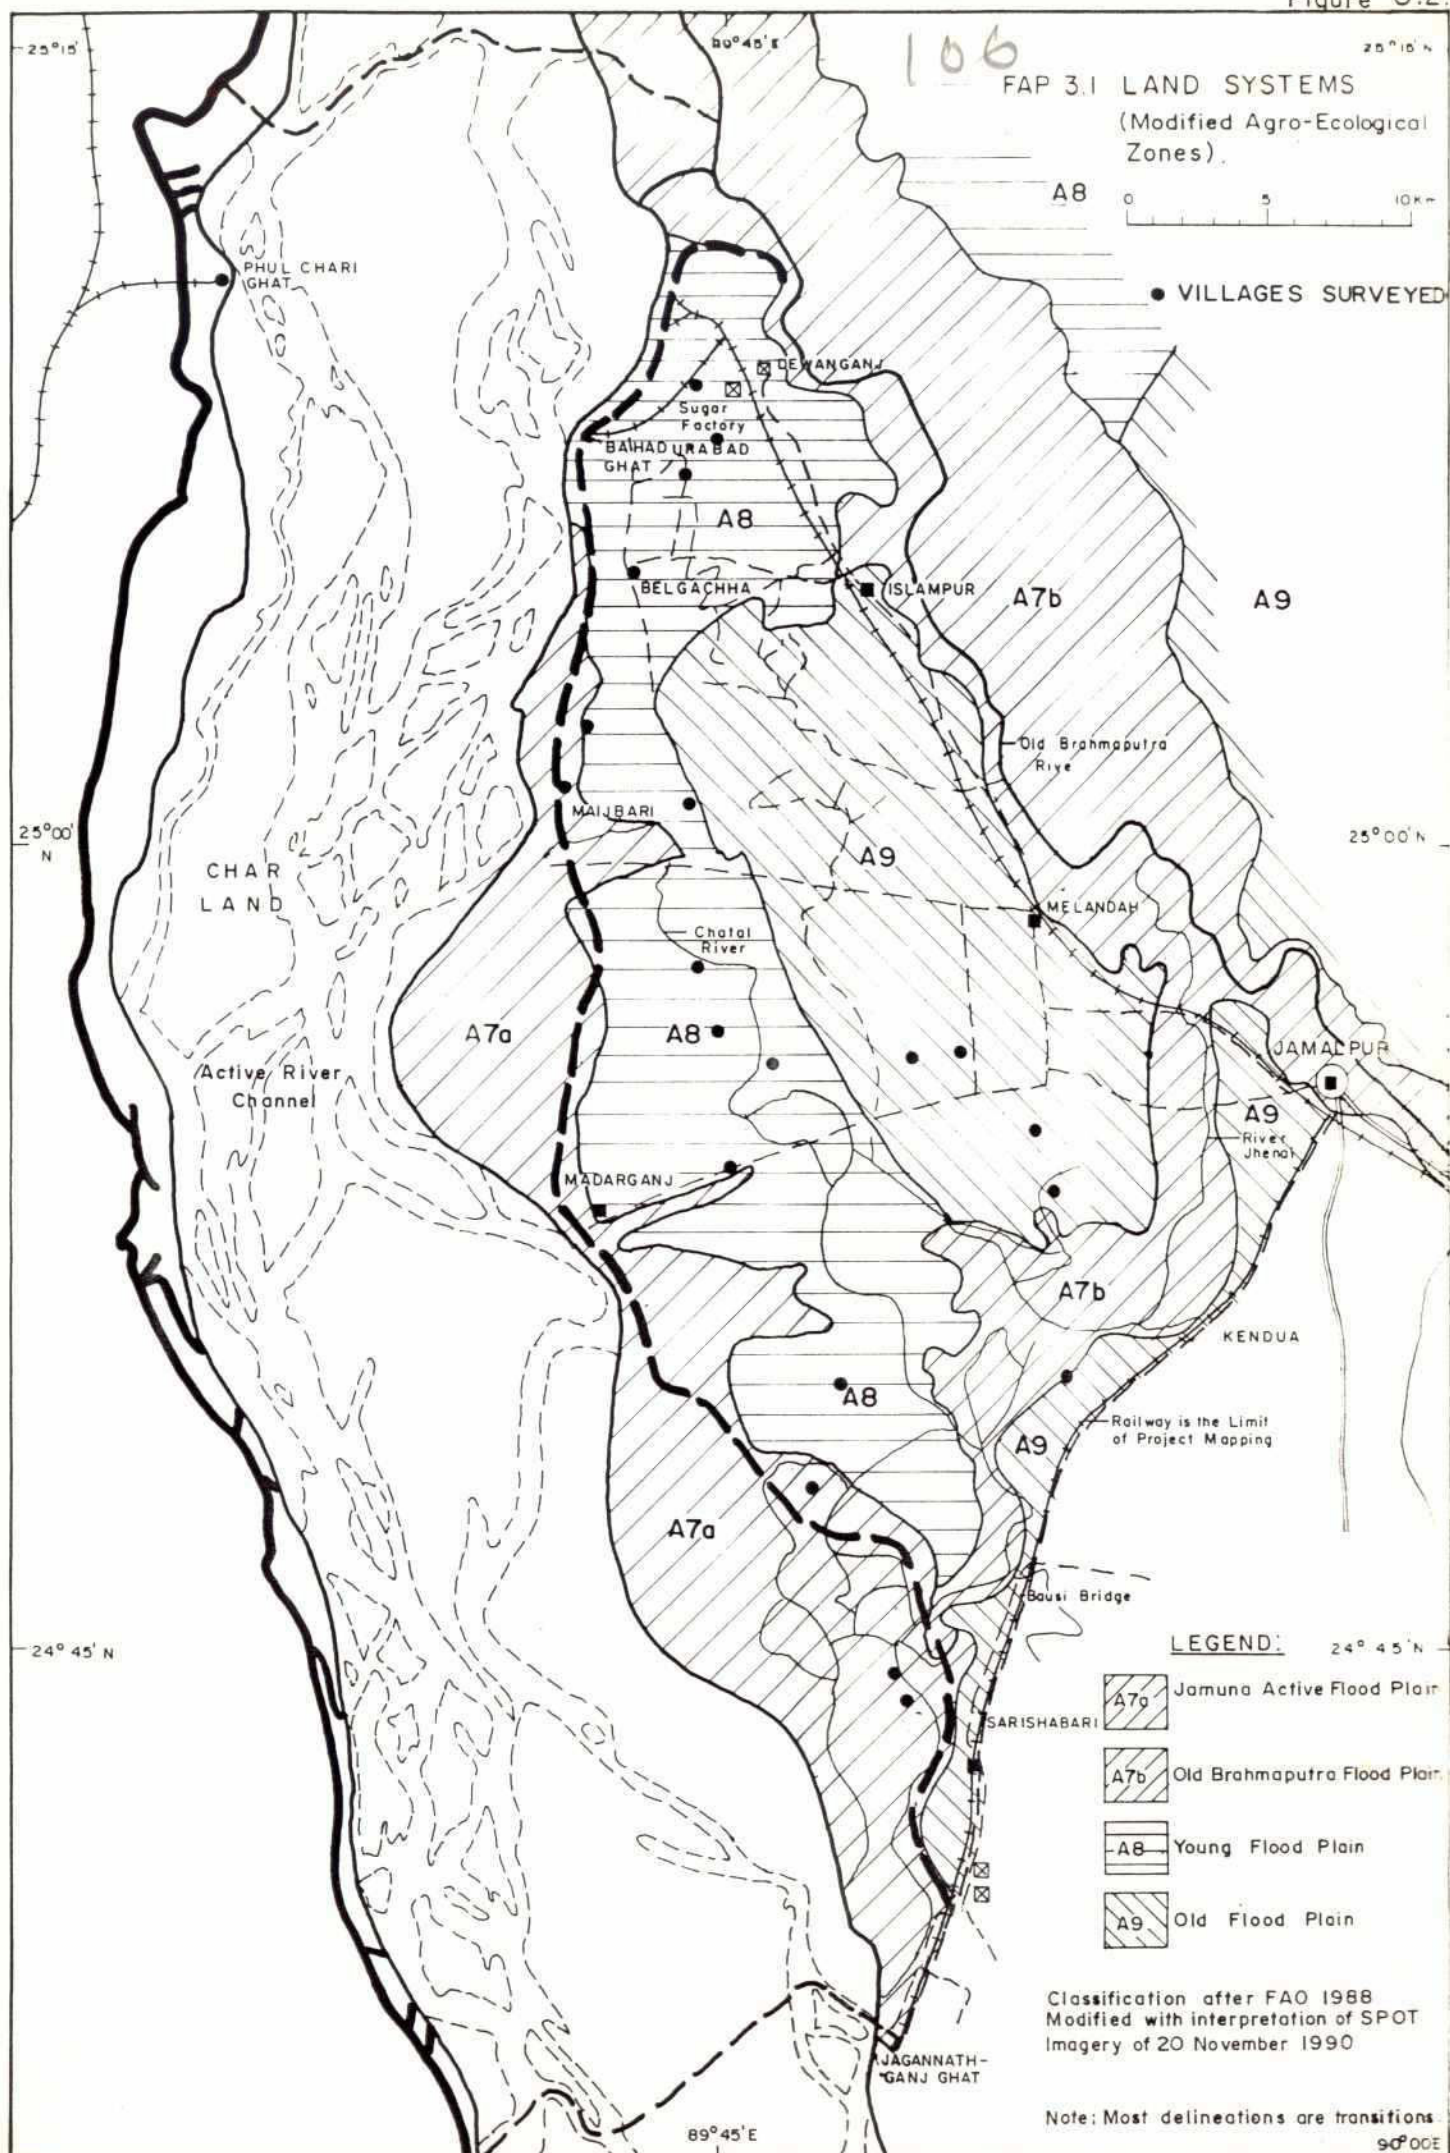 Figure
25°15'
90°45'E
106
25°15'N
FAP 3.1 LAND SYSTEMS
(Modified Agro-Ecological
Zones).
A8
0 5 10 Km
PHUL CHARI
GHAT
VILLAGES SURVEYED
DEWANGANJ
Sugar
Factory
BAHADURABAD
GHAT
A8
BELGACHHA
ISLAMPUR
A7b
A9
Old Brahmaputra
Rive
MAIJBARI
25°00'
N
25°00'N
A9
CHAR
LAND
MELANDAH
Chatal
River
A7a
A8
JAMALPUR
Active River
Channel
A9
River
Jhenai
MADARGANJ
A7b
KENDUA
A8
Railway is the Limit
of Project Mapping
A9
A7a
Bausi Bridge
24° 45' N
LEGEND:
24° 45' N
A7a Jamuna Active Flood Plain
SARISHABARI
A7b Old Brahmaputra Flood Plain
A8 Young Flood Plain
A9 Old Flood Plain
Classification after FAO 1988
Modified with interpretation of SPOT
Imagery of 20 November 1990
JAGANNATH-
GANJ GHAT
Note: Most delineations are transitions
89°45'E
90°00'E